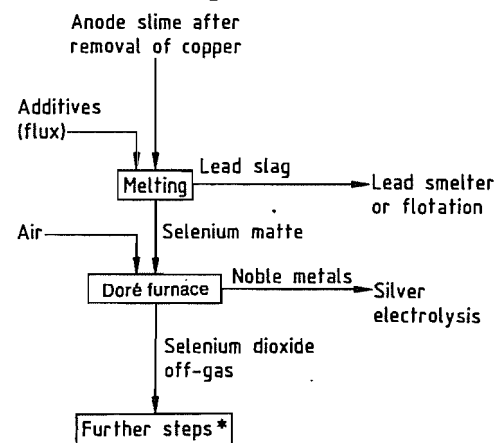 Anode slime after
removal of copper
Additives
(flux)
Lead slag
Melting
Lead smelter
or flotation
Air
Selenium matte
Noble metals
Doré furnace
Silver
electrolysis
Selenium dioxide
off-gas
Further steps*